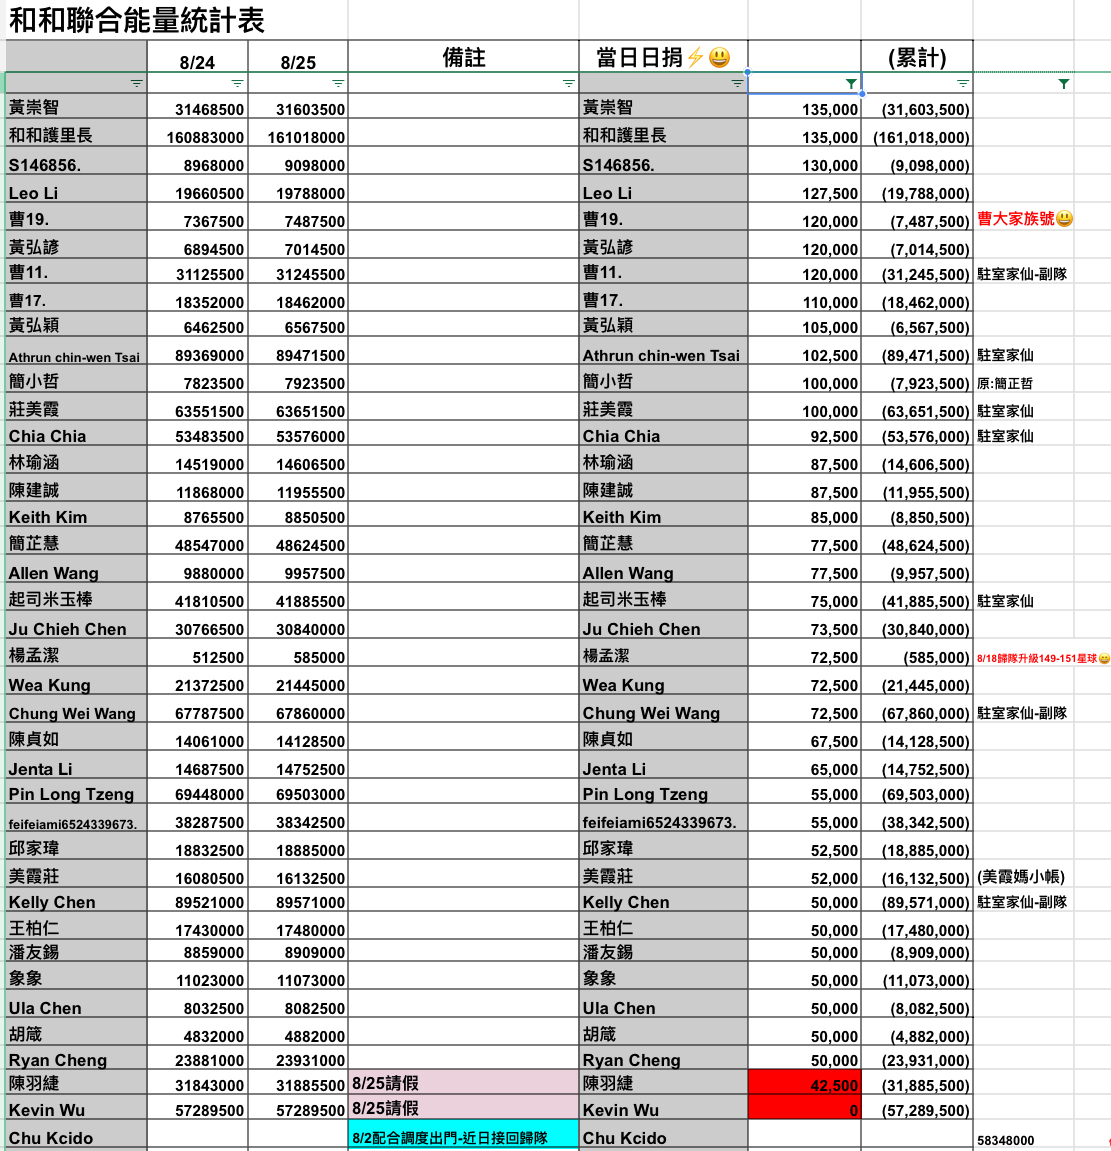 和和聯合能量統計表
8/24 8/25 備註 當日日捐⚡😃 (累計)
黃崇智 31468500 31603500 黃崇智 135,000 (31,603,500)
和和護里長 160883000 161018000 和和護里長 135,000 (161,018,000)
S146856. 8968000 9098000 S146856. 130,000 (9,098,000)
Leo Li 19660500 19788000 Leo Li 127,500 (19,788,000)
曹19. 7367500 7487500 曹19. 120,000 (7,487,500) 曹大家族號😃
黃弘諺 6894500 7014500 黃弘諺 120,000 (7,014,500)
曹11. 31125500 31245500 曹11. 120,000 (31,245,500) 駐室家仙-副隊
曹17. 18352000 18462000 曹17. 110,000 (18,462,000)
黃弘穎 6462500 6567500 黃弘穎 105,000 (6,567,500)
Athrun chin-wen Tsai 89369000 89471500 Athrun chin-wen Tsai 102,500 (89,471,500) 駐室家仙
簡小哲 7823500 7923500 簡小哲 100,000 (7,923,500) 原:簡正哲
莊美霞 63551500 63651500 莊美霞 100,000 (63,651,500) 駐室家仙
Chia Chia 53483500 53576000 Chia Chia 92,500 (53,576,000) 駐室家仙
林瑜涵 14519000 14606500 林瑜涵 87,500 (14,606,500)
陳建誠 11868000 11955500 陳建誠 87,500 (11,955,500)
Keith Kim 8765500 8850500 Keith Kim 85,000 (8,850,500)
簡芷慧 48547000 48624500 簡芷慧 77,500 (48,624,500)
Allen Wang 9880000 9957500 Allen Wang 77,500 (9,957,500)
起司米玉棒 41810500 41885500 起司米玉棒 75,000 (41,885,500) 駐室家仙
Ju Chieh Chen 30766500 30840000 Ju Chieh Chen 73,500 (30,840,000)
楊孟潔 512500 585000 楊孟潔 72,500 (585,000) 8/18歸隊升級149-151星球😄
Wea Kung 21372500 21445000 Wea Kung 72,500 (21,445,000)
Chung Wei Wang 67787500 67860000 Chung Wei Wang 72,500 (67,860,000) 駐室家仙-副隊
陳貞如 14061000 14128500 陳貞如 67,500 (14,128,500)
Jenta Li 14687500 14752500 Jenta Li 65,000 (14,752,500)
Pin Long Tzeng 69448000 69503000 Pin Long Tzeng 55,000 (69,503,000)
feifeiami6524339673. 38287500 38342500 feifeiami6524339673. 55,000 (38,342,500)
邱家瑋 18832500 18885000 邱家瑋 52,500 (18,885,000)
美霞莊 16080500 16132500 美霞莊 52,000 (16,132,500) (美霞媽小帳)
Kelly Chen 89521000 89571000 Kelly Chen 50,000 (89,571,000) 駐室家仙-副隊
王柏仁 17430000 17480000 王柏仁 50,000 (17,480,000)
潘友錫 8859000 8909000 潘友錫 50,000 (8,909,000)
象象 11023000 11073000 象象 50,000 (11,073,000)
Ula Chen 8032500 8082500 Ula Chen 50,000 (8,082,500)
胡箴 4832000 4882000 胡箴 50,000 (4,882,000)
Ryan Cheng 23881000 23931000 Ryan Cheng 50,000 (23,931,000)
陳羽緁 31843000 31885500 8/25請假 陳羽緁 42,500 (31,885,500)
Kevin Wu 57289500 57289500 8/25請假 Kevin Wu 0 (57,289,500)
Chu Kcido 8/2配合調度出門-近日接回歸隊 Chu Kcido 58348000